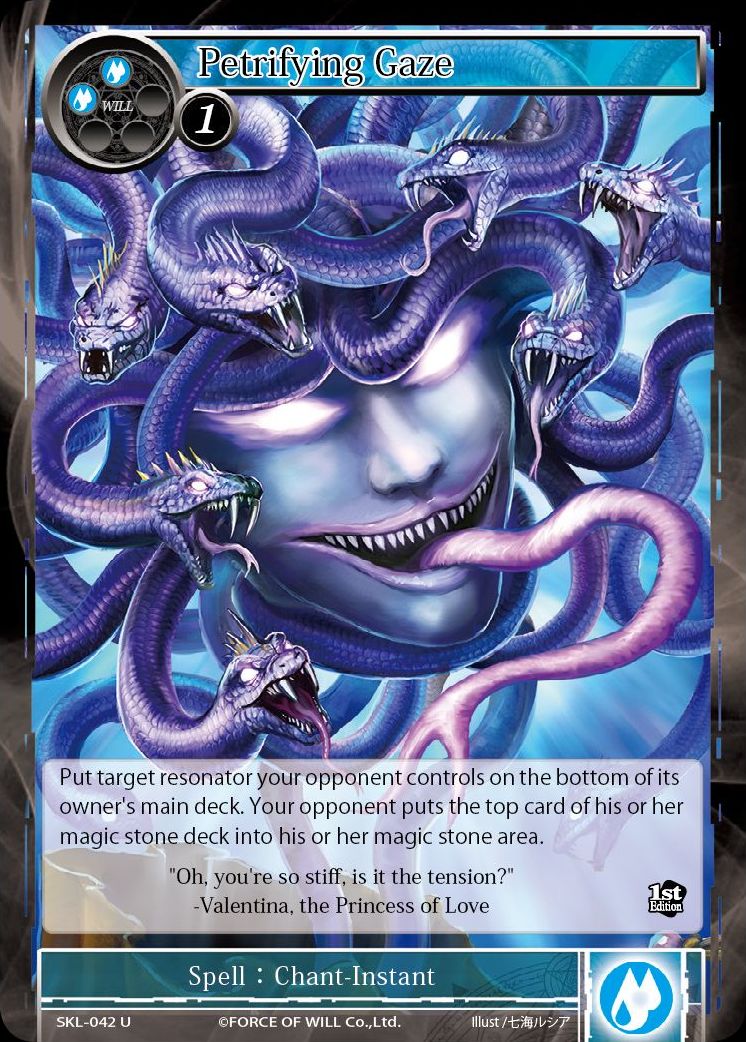 Petrifying Gaze
WILL
1
Put target resonator your opponent controls on the bottom of its
owner's main deck. Your opponent puts the top card of his or her
magic stone deck into his or her magic stone area.
"Oh, you're so stiff, is it the tension?"
-Valentina, the Princess of Love
1st
Edition
Spell : Chant-Instant
SKL-042 U ©FORCE OF WILL Co.,Ltd. Illust /七海ルシア